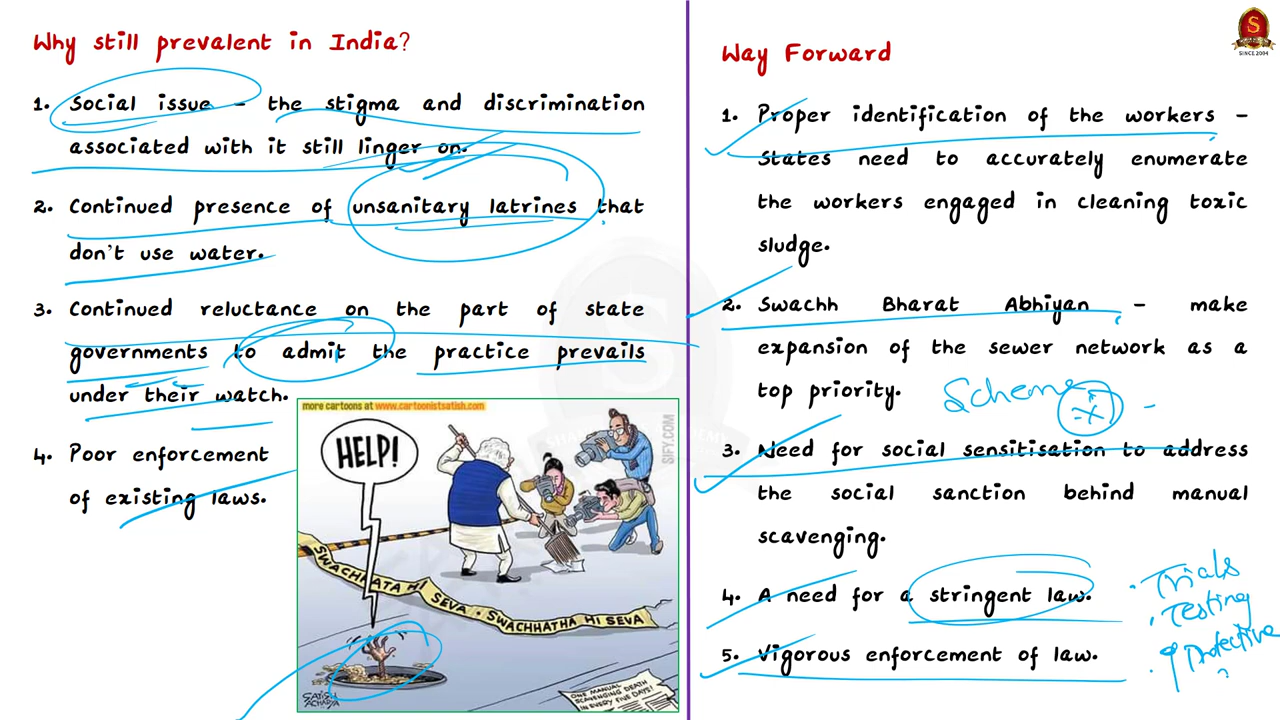 Why still prevalent in India?
1. Social issue – the stigma and discrimination
associated with it still linger on.
2. Continued presence of unsanitary latrines that
don't use water.
3. Continued reluctance on the part of state
governments to admit the practice prevails
under their watch.
4. Poor enforcement
of existing laws.
more cartoons at www.cartoonistsatish.com
HELP!
SIFY.COM
SWACHHATA HI SEVA • SWACHHATHA HI SEVA
SATISH
ACHARYA
ONE MANUAL
SCAVENGING DEATH
IN EVERY FIVE DAYS!
S
SINCE 2004
Way Forward
1. Proper identification of the workers –
States need to accurately enumerate
the workers engaged in cleaning toxic
sludge.
2. Swachh Bharat Abhiyan – make
expansion of the sewer network as a
top priority.
Scheme
3. Need for social sensitisation to address
the social sanction behind manual
scavenging.
4. A need for a stringent law.
5. Vigorous enforcement of law.
Trials
Testing
Protective